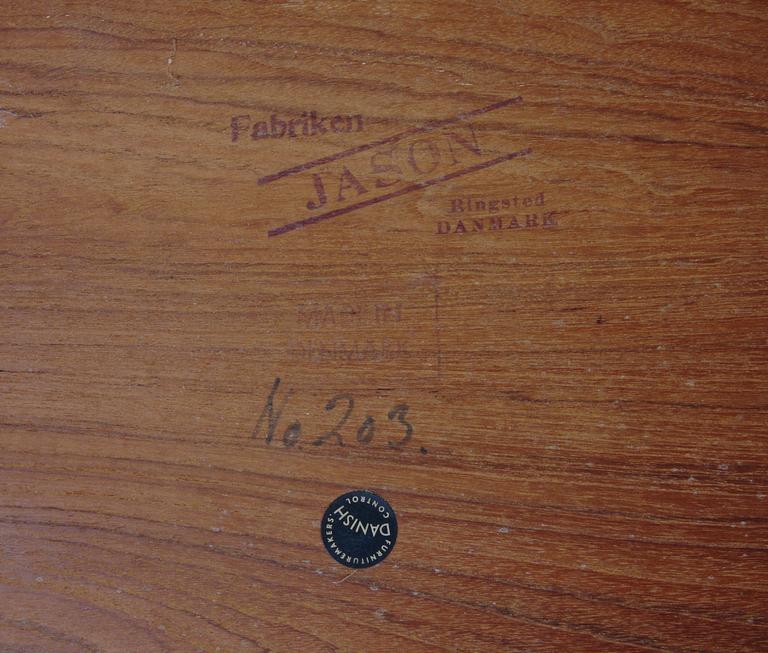 Fabriken
JASON
Ringsted
DANMARK
MADE IN
DENMARK
No. 203.
DANISH
FURNITUREMAKERS'
CONTROL